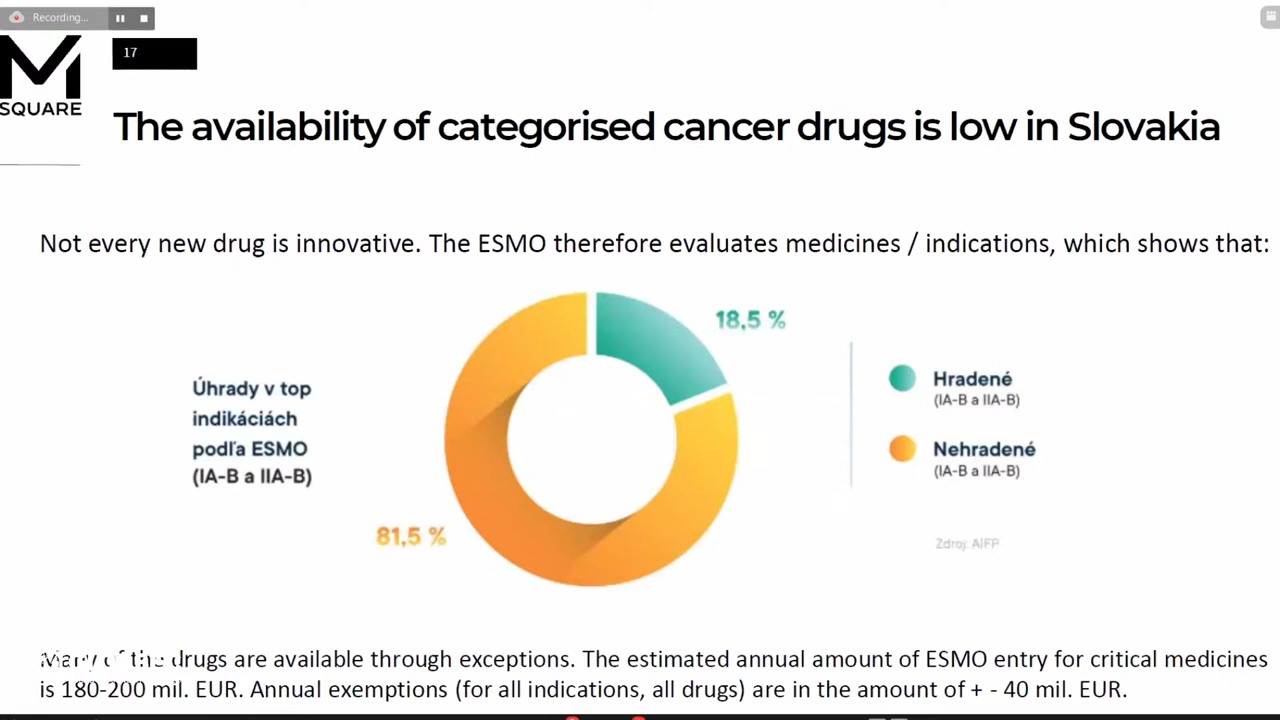 Recording...
17
M
SQUARE
The availability of categorised cancer drugs is low in Slovakia
Not every new drug is innovative. The ESMO therefore evaluates medicines / indications, which shows that:
18,5 %
Úhrady v top
indikáciách
podľa ESMO
(IA-B a IIA-B)
Hradené
(IA-B a IIA-B)
Nehradené
(IA-B a IIA-B)
81,5 %
Zdroj: AIFP
Many of the drugs are available through exceptions. The estimated annual amount of ESMO entry for critical medicines
is 180-200 mil. EUR. Annual exemptions (for all indications, all drugs) are in the amount of + - 40 mil. EUR.